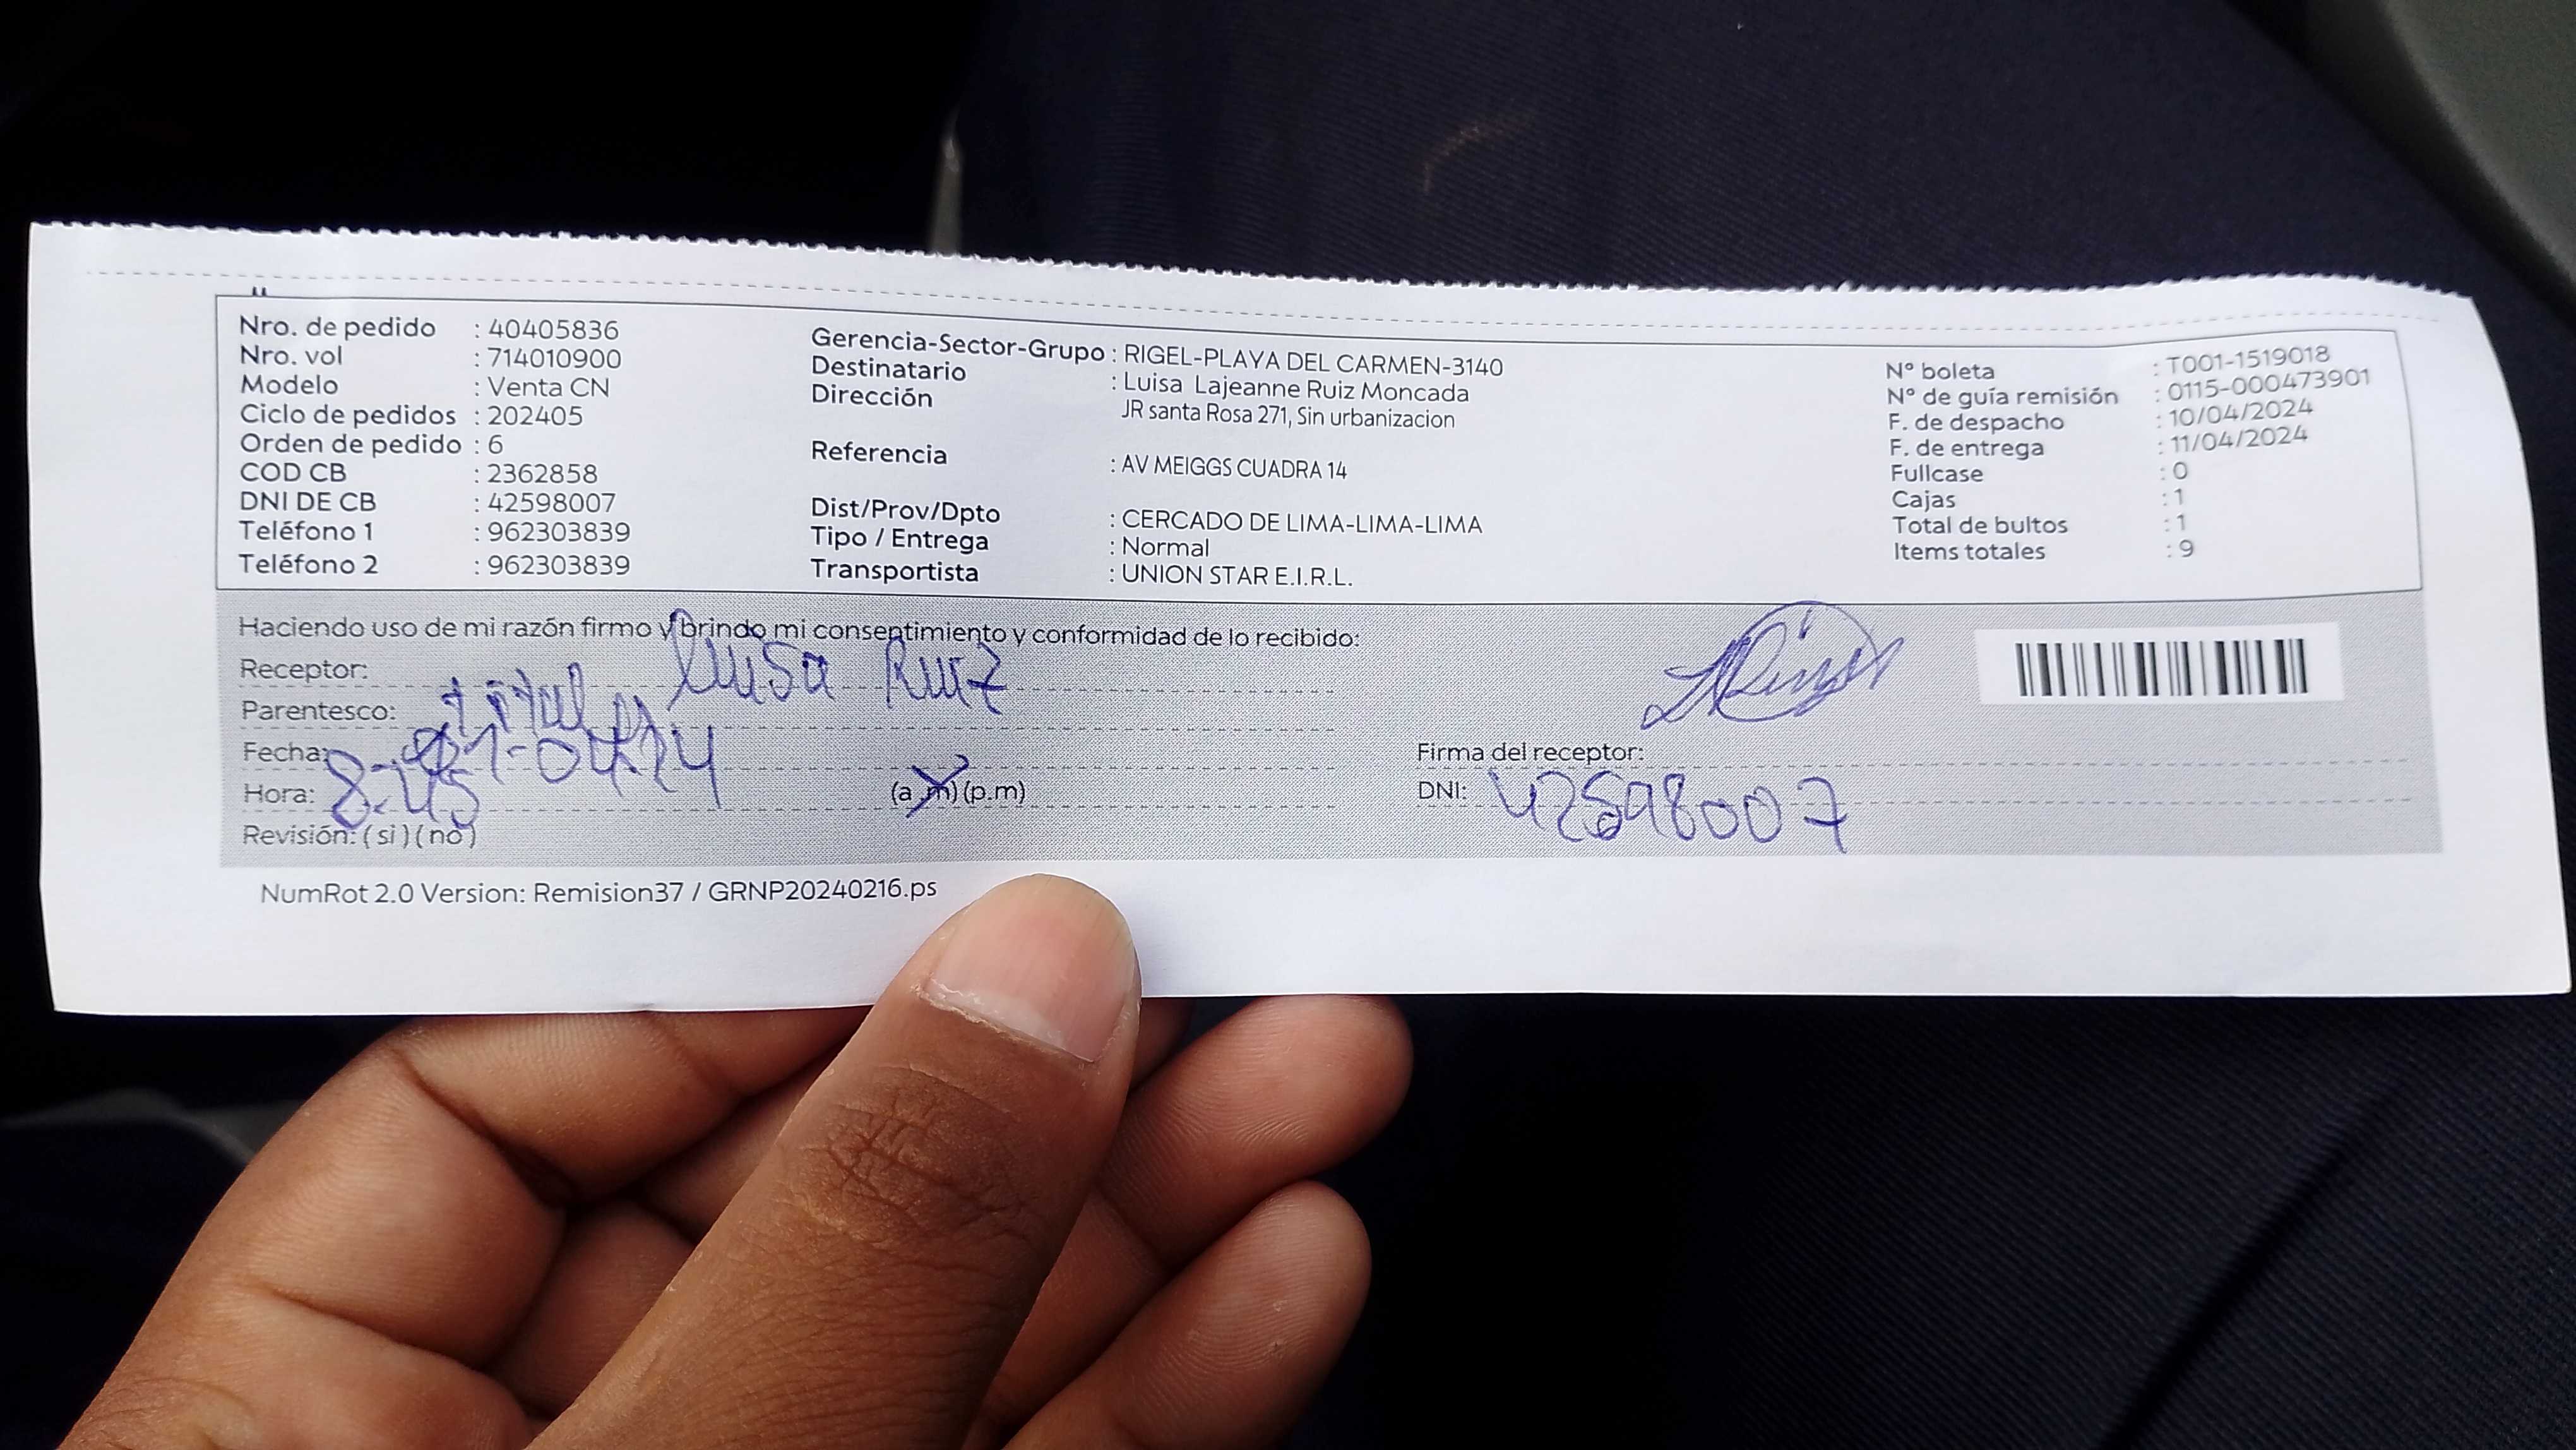 Nro. de pedido : 40405836
Nro. vol : 714010900
Modelo : Venta CN
Ciclo de pedidos : 202405
Orden de pedido : 6
COD CB : 2362858
DNI DE CB : 42598007
Teléfono 1 : 962303839
Teléfono 2 : 962303839
Gerencia-Sector-Grupo : RIGEL-PLAYA DEL CARMEN-3140
Destinatario : Luisa Lajeanne Ruiz Moncada
Dirección JR santa Rosa 271, Sin urbanizacion
Referencia : AV MEIGGS CUADRA 14
Dist/Prov/Dpto : CERCADO DE LIMA-LIMA-LIMA
Tipo / Entrega : Normal
Transportista : UNION STAR E.I.R.L.
N° boleta : T001-1519018
N° de guía remisión : 0115-000473901
F. de despacho : 10/04/2024
F. de entrega : 11/04/2024
Fullcase : 0
Cajas : 1
Total de bultos : 1
Items totales : 9
Haciendo uso de mi razón firmo y brindo mi consentimiento y conformidad de lo recibido:
Receptor: Luisa Ruiz
Parentesco:
Fecha:
Hora: 8:45 (a.m) (p.m)
Revisión: ( si ) ( no )
Firma del receptor:
DNI: 42598007
NumRot 2.0 Version: Remision37 / GRNP20240216.ps